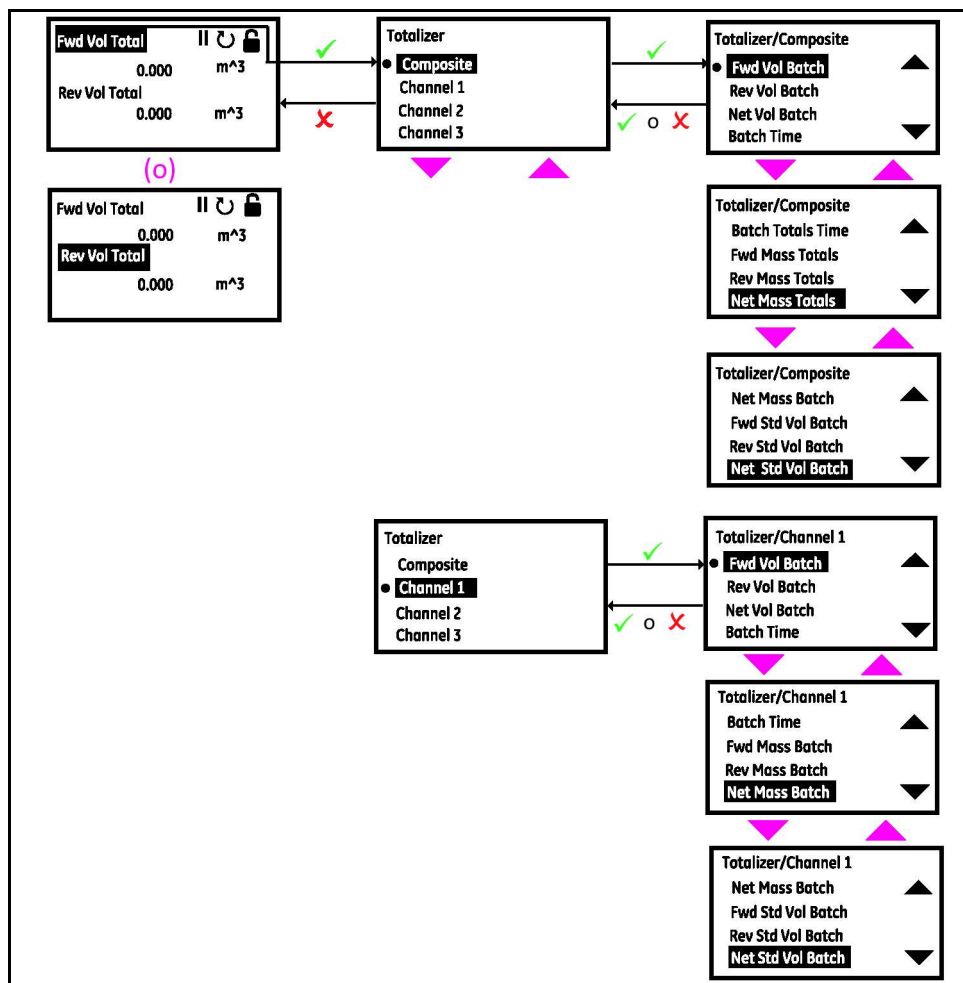 Fwd Vol Total
0.000 m^3
Rev Vol Total
0.000 m^3
(o)
Fwd Vol Total
0.000 m^3
Rev Vol Total
0.000 m^3
Totalizer
Composite
Channel 1
Channel 2
Channel 3
Totalizer/Composite
Fwd Vol Batch
Rev Vol Batch
Net Vol Batch
Batch Time
o
Totalizer/Composite
Batch Totals Time
Fwd Mass Totals
Rev Mass Totals
Net Mass Totals
Totalizer/Composite
Net Mass Batch
Fwd Std Vol Batch
Rev Std Vol Batch
Net Std Vol Batch
Totalizer
Composite
Channel 1
Channel 2
Channel 3
o
Totalizer/Channel 1
Fwd Vol Batch
Rev Vol Batch
Net Vol Batch
Batch Time
Totalizer/Channel 1
Batch Time
Fwd Mass Batch
Rev Mass Batch
Net Mass Batch
Totalizer/Channel 1
Net Mass Batch
Fwd Std Vol Batch
Rev Std Vol Batch
Net Std Vol Batch